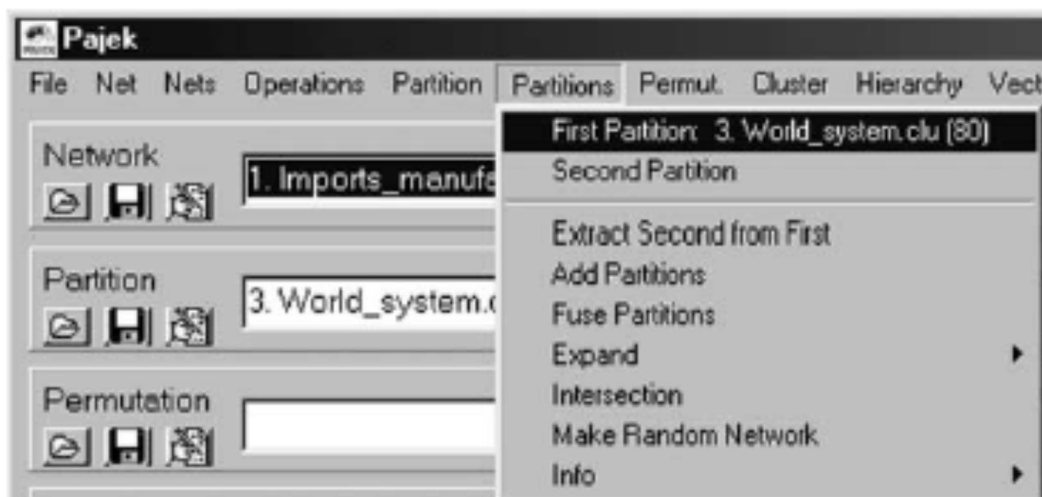 Pajek
File Net Nets Operations Partition Partitions Permut. Cluster Hierarchy Vect
First Partition: 3. World_system.clu (80)
Second Partition
Extract Second from First
Add Partitions
Fuse Partitions
Expand
Intersection
Make Random Network
Info
Network
1. Imports_manufa
Partition
3. World_system.c
Permutation